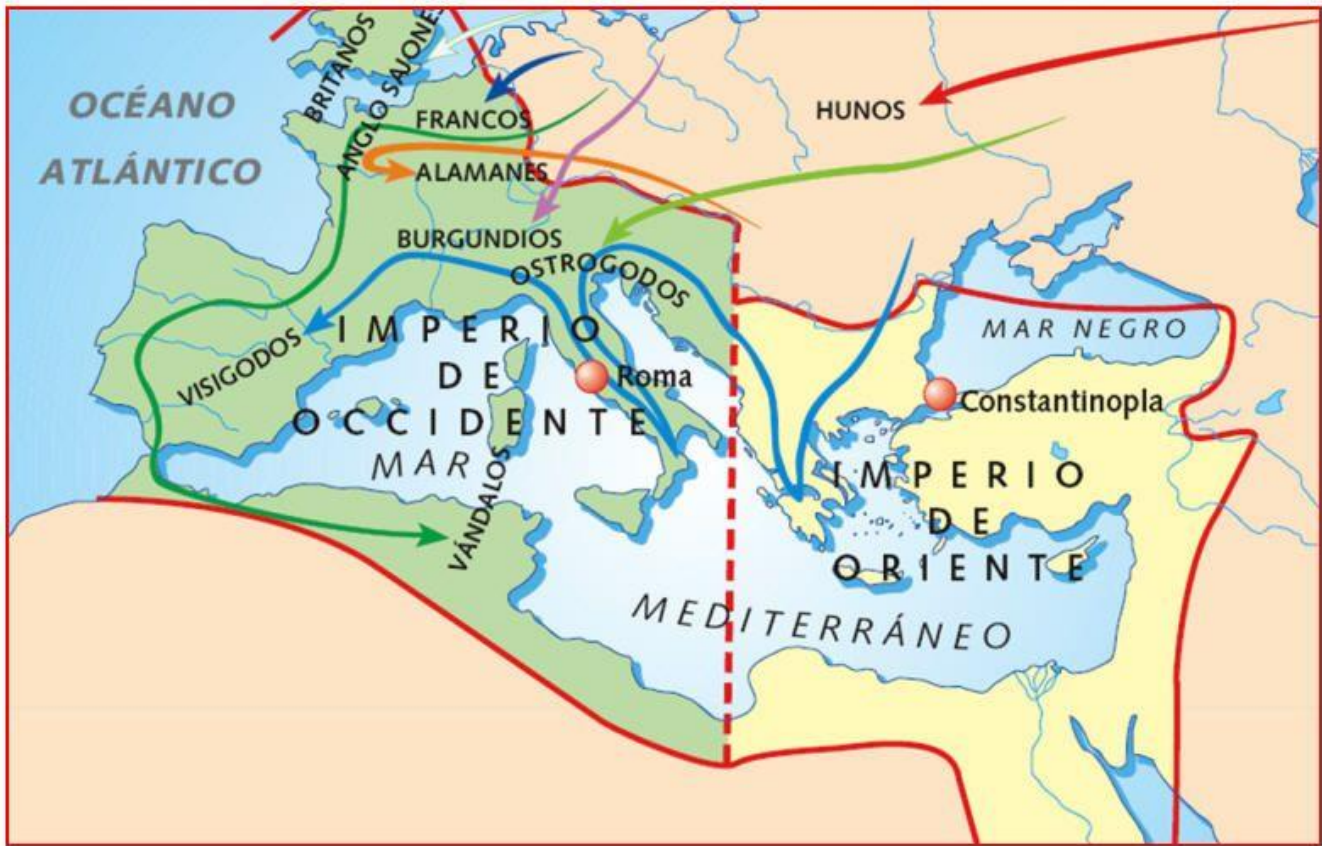 OCÉANO
ATLÁNTICO
BRITANOS
ANGLO SAJONES
FRANCOS
ALAMANES
BURGUNDIOS
OSTROGODOS
HUNOS
VISIGODOS
VÁNDALOS
IMPERIO
DE
OCCIDENTE
Roma
MAR
MEDITERRÁNEO
MAR NEGRO
Constantinopla
IMPERIO
DE
ORIENTE